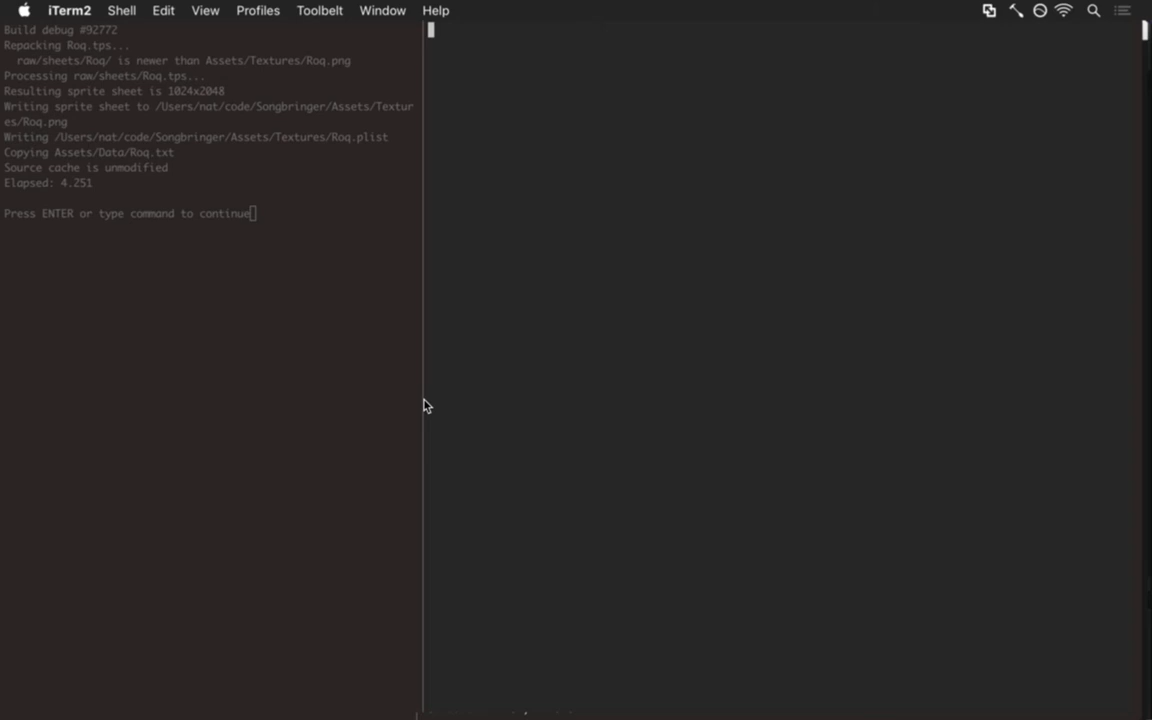 iTerm2 Shell Edit View Profiles Toolbelt Window Help
Build debug #92772
Repacking Roq.tps...
raw/sheets/Roq/ is newer than Assets/Textures/Roq.png
Processing raw/sheets/Roq.tps...
Resulting sprite sheet is 1024x2048
Writing sprite sheet to /Users/nat/code/Songbringer/Assets/Textur
es/Roq.png
Writing /Users/nat/code/Songbringer/Assets/Textures/Roq.plist
Copying Assets/Data/Roq.txt
Source cache is unmodified
Elapsed: 4.251
Press ENTER or type command to continue